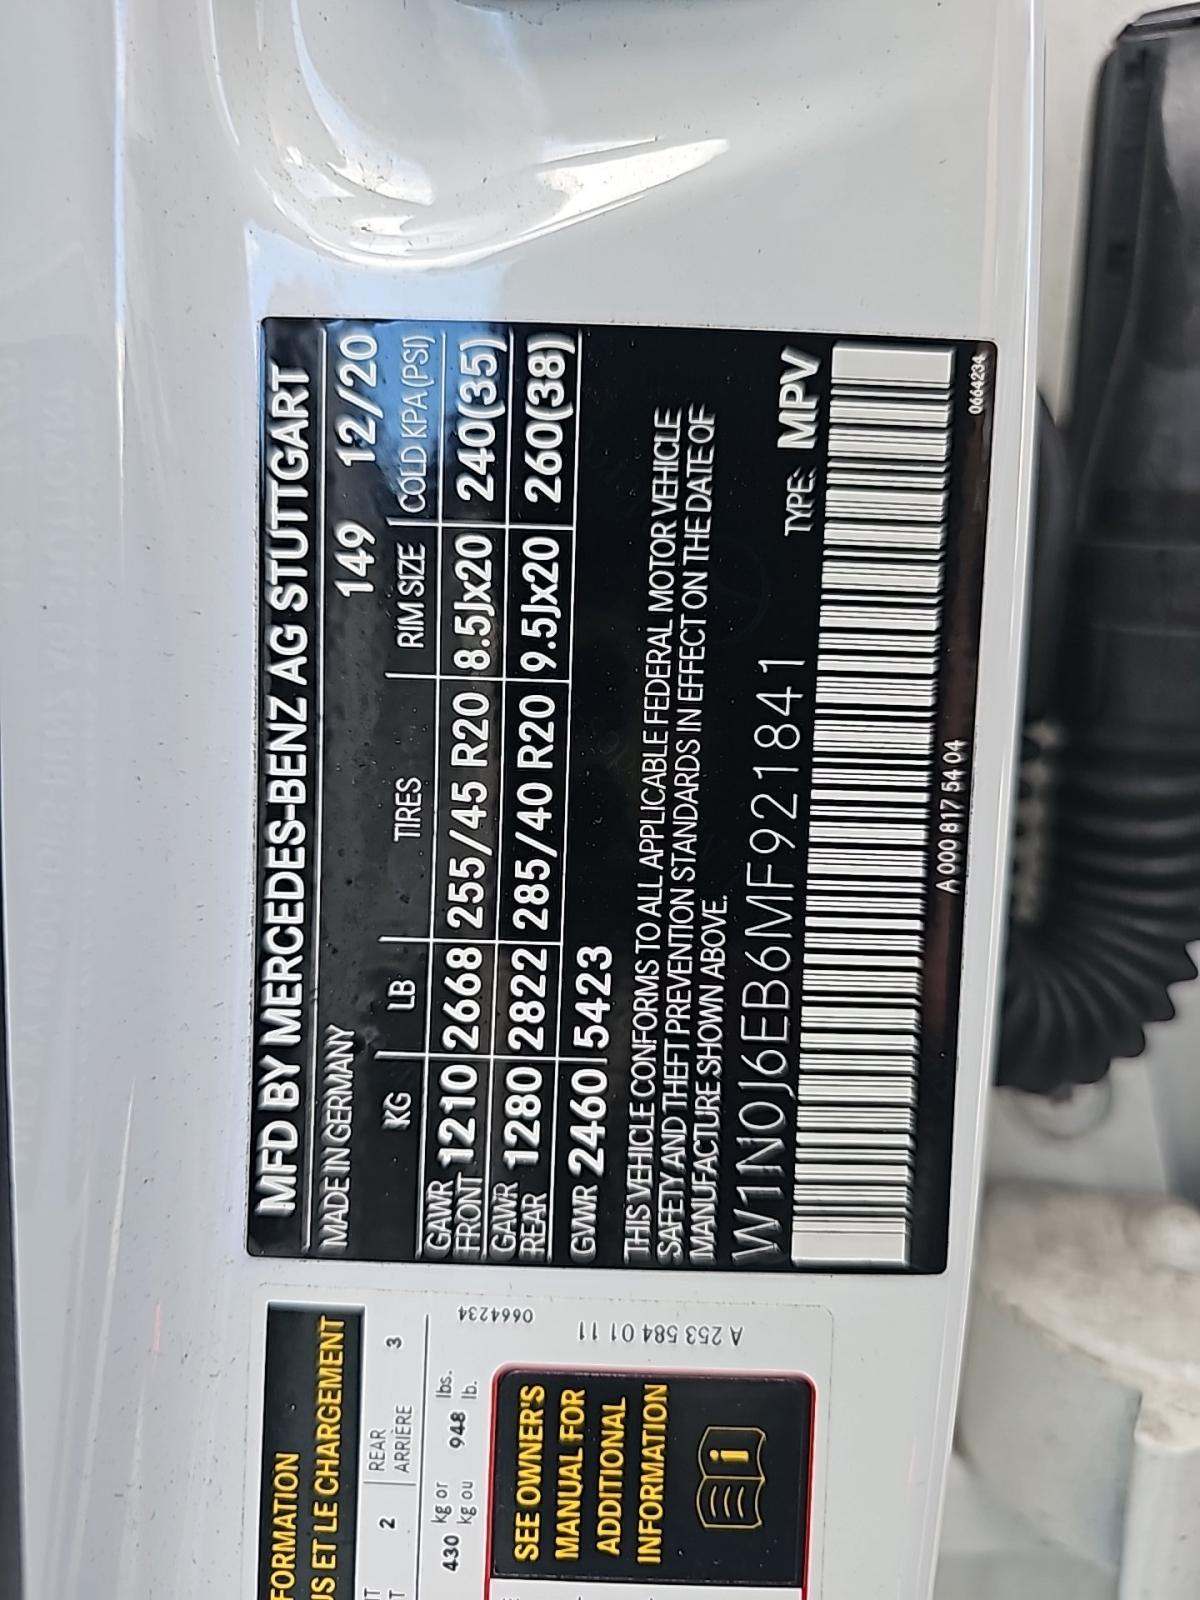 MFD BY MERCEDES-BENZ AG STUTTGART
MADE IN GERMANY 149 12/20
KG LB TIRES RIM SIZE COLD KPA (PSI)
GAWR FRONT 1210 2668 255/45 R20 8.5Jx20 240(35)
GAWR REAR 1280 2822 285/40 R20 9.5Jx20 260(38)
GVWR 2460 5423
THIS VEHICLE CONFORMS TO ALL APPLICABLE FEDERAL MOTOR VEHICLE
SAFETY AND THEFT PREVENTION STANDARDS IN EFFECT ON THE DATE OF
MANUFACTURE SHOWN ABOVE.
W1N0J6EB6MF921841 TYPE: MPV
A 000 817 54 04 0664234
FORMATION
US ET LE CHARGEMENT
2 REAR 3
ARRIÈRE
430 kg or 948 lbs.
kg ou lb.
0664234
A 253 584 01 11
SEE OWNER'S
MANUAL FOR
ADDITIONAL
INFORMATION
i